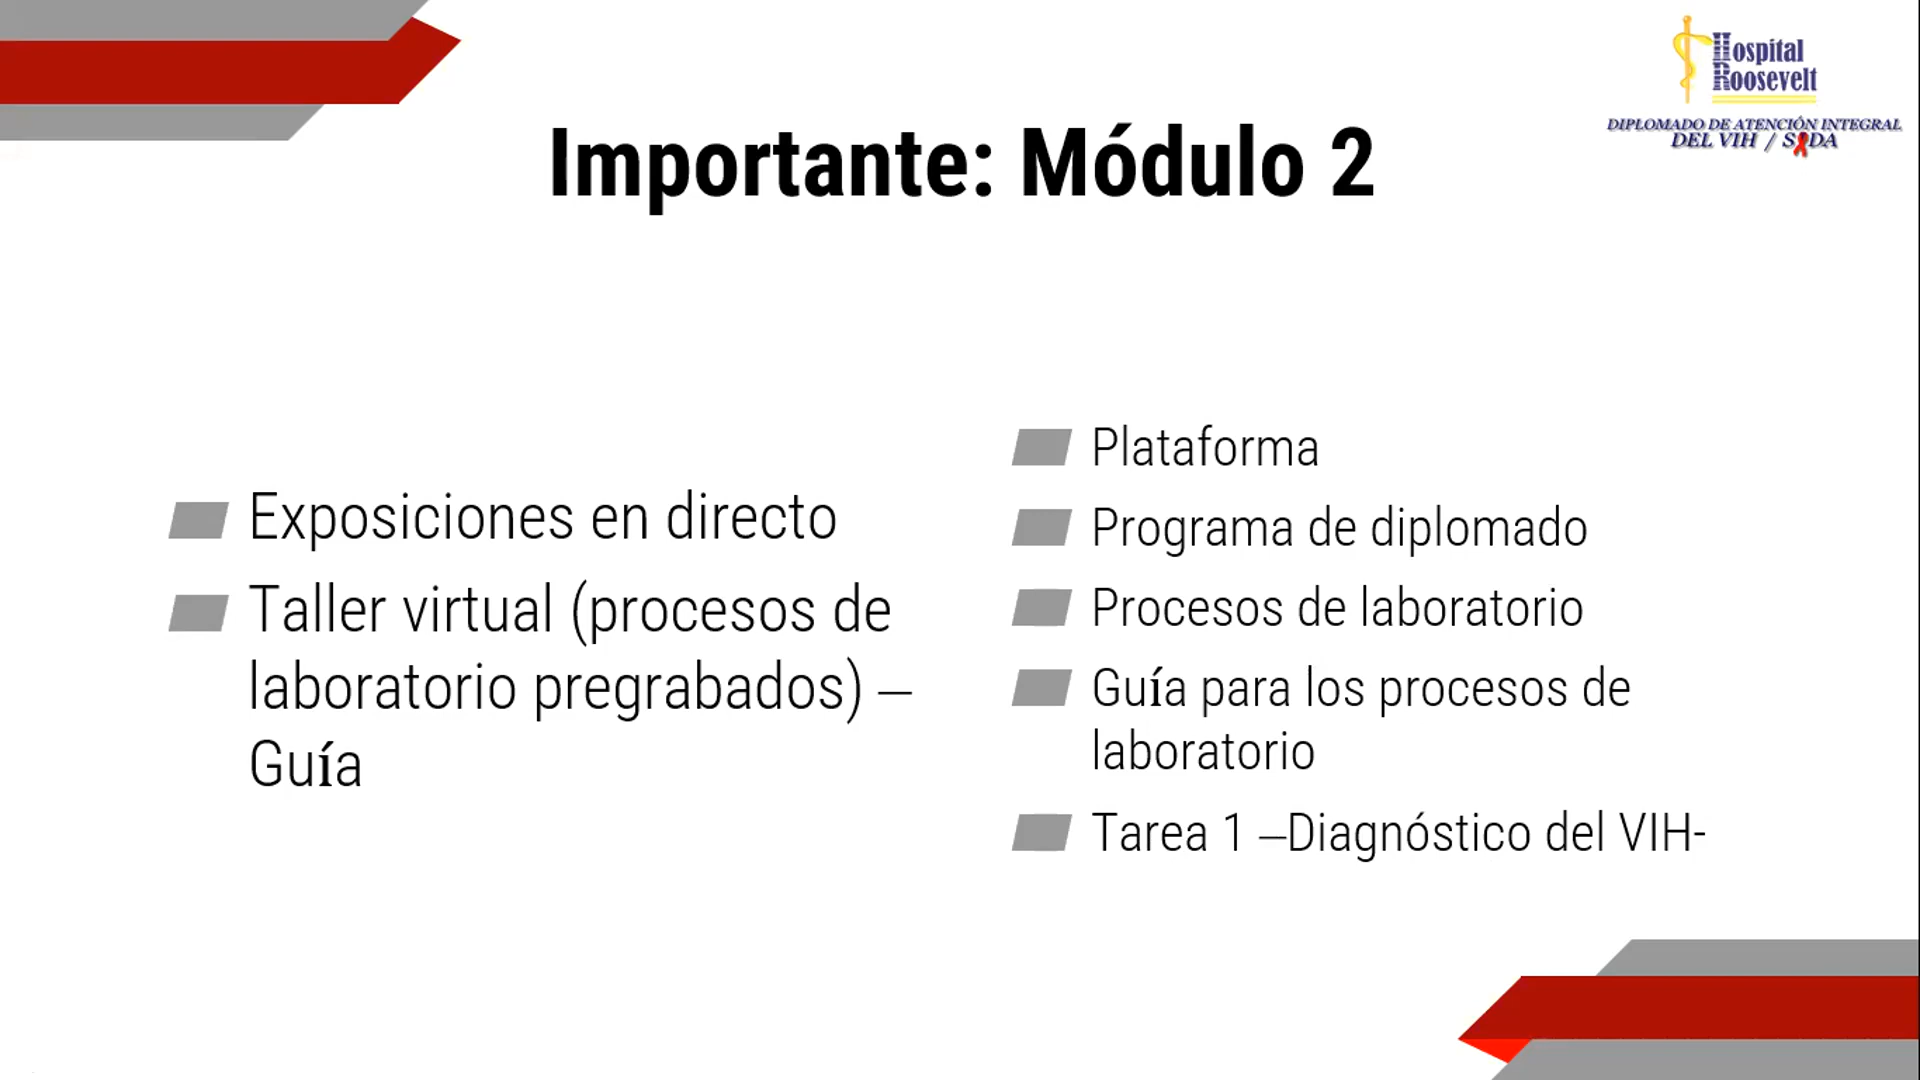 Hospital
Roosevelt
DIPLOMADO DE ATENCIÓN INTEGRAL
DEL VIH / SIDA
Importante: Módulo 2
Exposiciones en directo
Taller virtual (procesos de
laboratorio pregrabados) –
Guía
Plataforma
Programa de diplomado
Procesos de laboratorio
Guía para los procesos de
laboratorio
Tarea 1 –Diagnóstico del VIH-